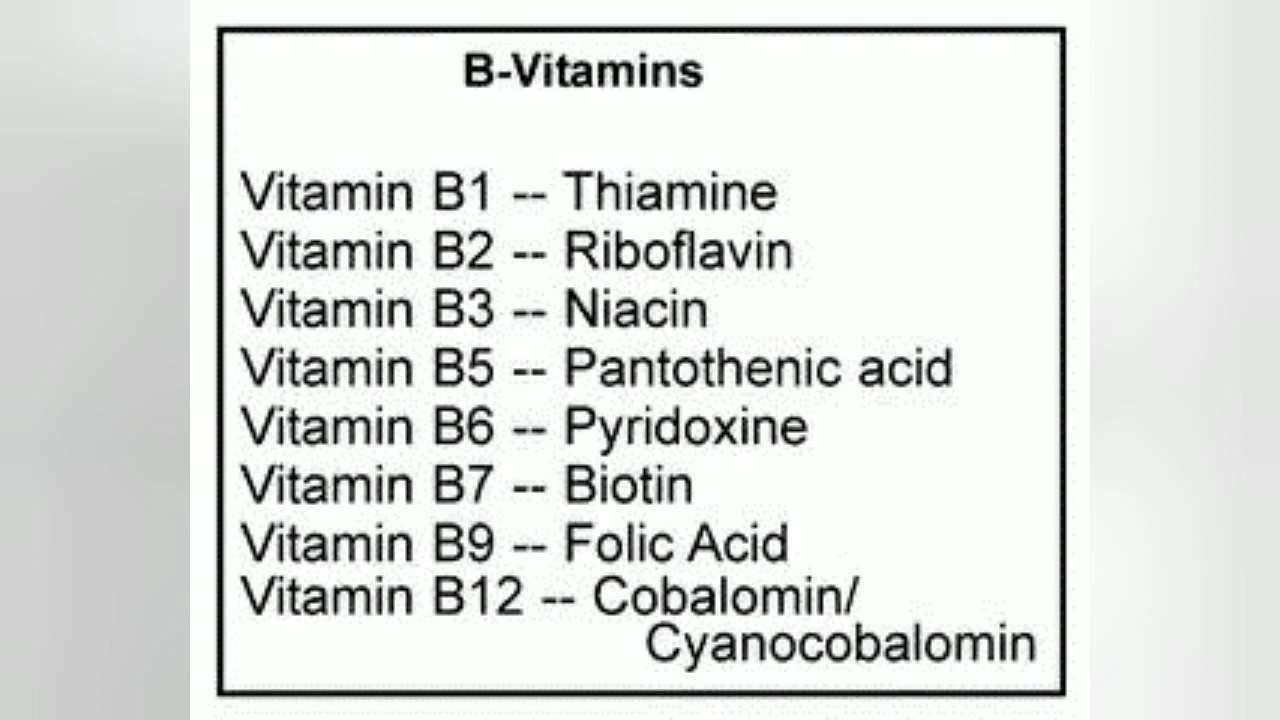 B-Vitamins
Vitamin B1 -- Thiamine
Vitamin B2 -- Riboflavin
Vitamin B3 -- Niacin
Vitamin B5 -- Pantothenic acid
Vitamin B6 -- Pyridoxine
Vitamin B7 -- Biotin
Vitamin B9 -- Folic Acid
Vitamin B12 -- Cobalomin/
Cyanocobalomin